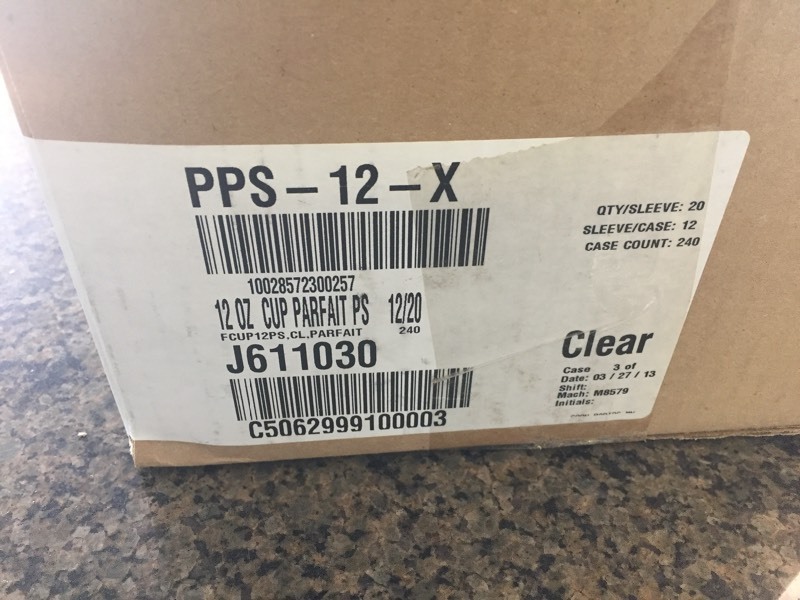 PPS-12-X
QTY/SLEEVE: 20
SLEEVE/CASE: 12
CASE COUNT: 240
10028572300257
12 OZ CUP PARFAIT PS 12/20
FCUP12PS,CL,PARFAIT 240
J611030
Clear
Case 3 of
Date: 03 / 27 / 13
Shift:
Mach: M8579
Initials:
C5062999100003